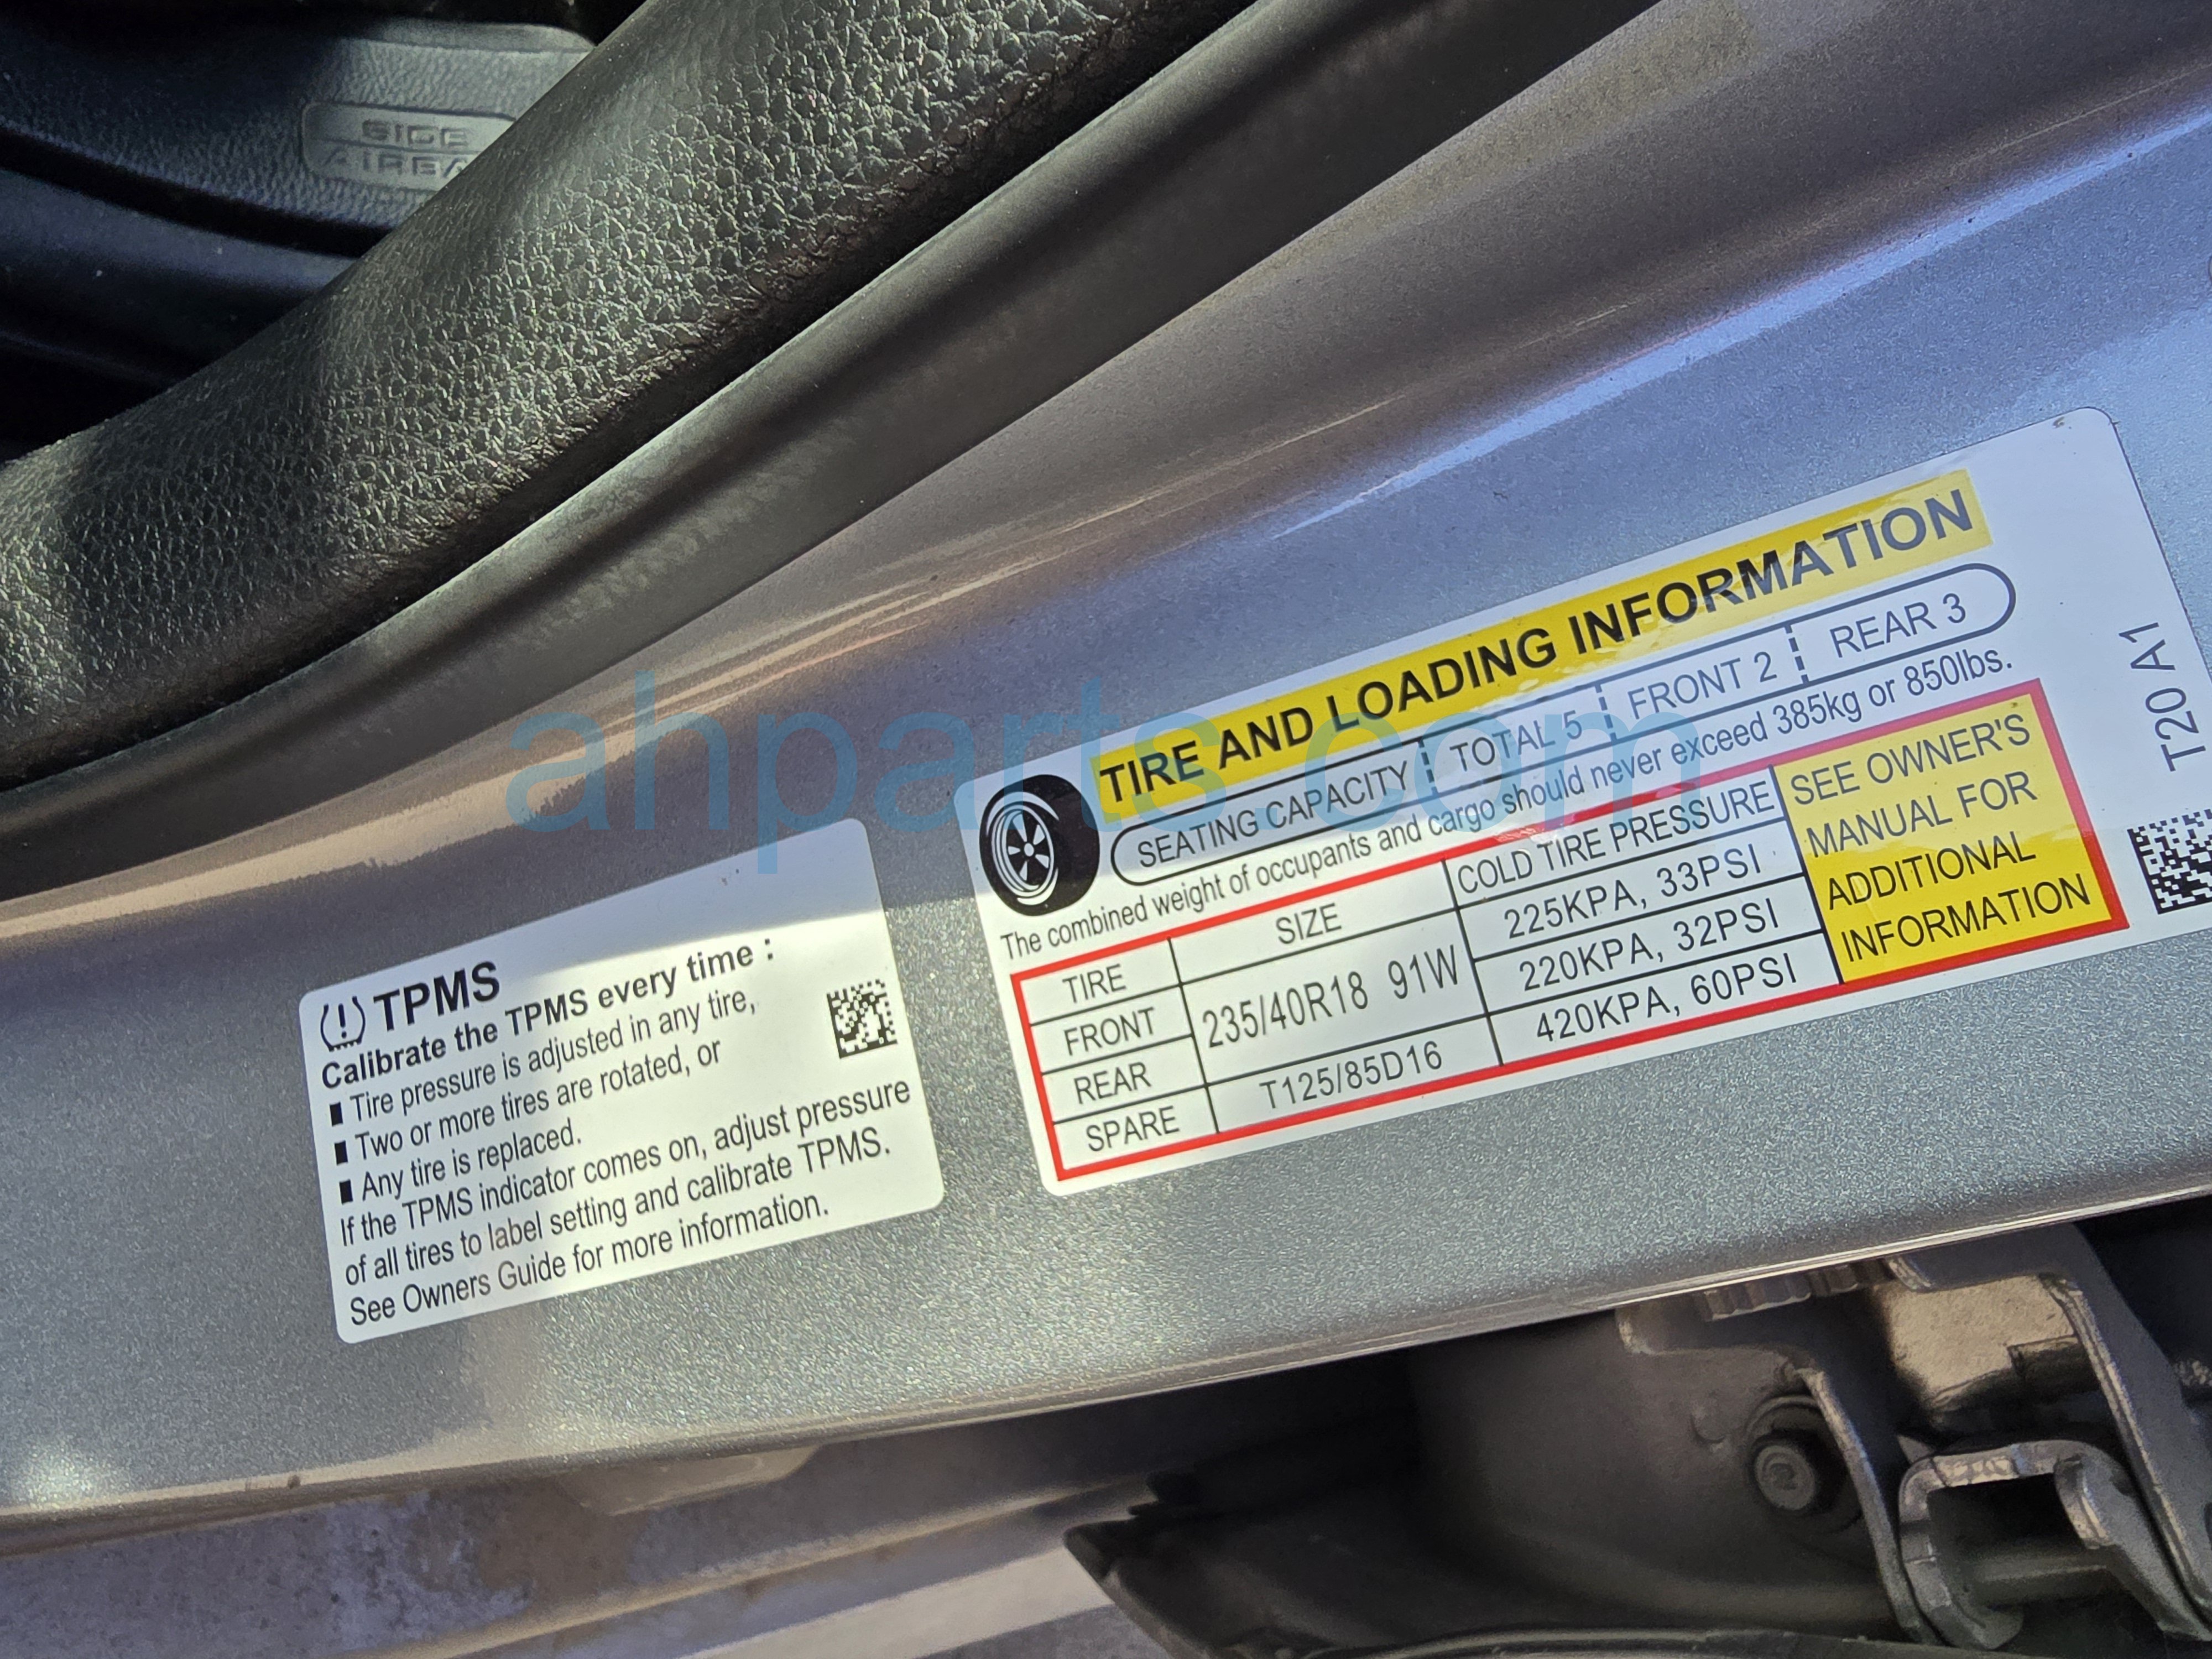 SIDE
TPMS
Calibrate the TPMS every time :
Tire pressure is adjusted in any tire,
Two or more tires are rotated, or
Any tire is replaced.
If the TPMS indicator comes on, adjust pressure
of all tires to label setting and calibrate TPMS.
See Owners Guide for more information.
TIRE AND LOADING INFORMATION
SEATING CAPACITY TOTAL 5 FRONT 2 REAR 3
The combined weight of occupants and cargo should never exceed 385kg or 850lbs.
TIRE SIZE COLD TIRE PRESSURE
FRONT 235/40R18 91W 225KPA, 33PSI
REAR 220KPA, 32PSI
SPARE T125/85D16 420KPA, 60PSI
SEE OWNER'S
MANUAL FOR
ADDITIONAL
INFORMATION
T20 A1
ahparts.com